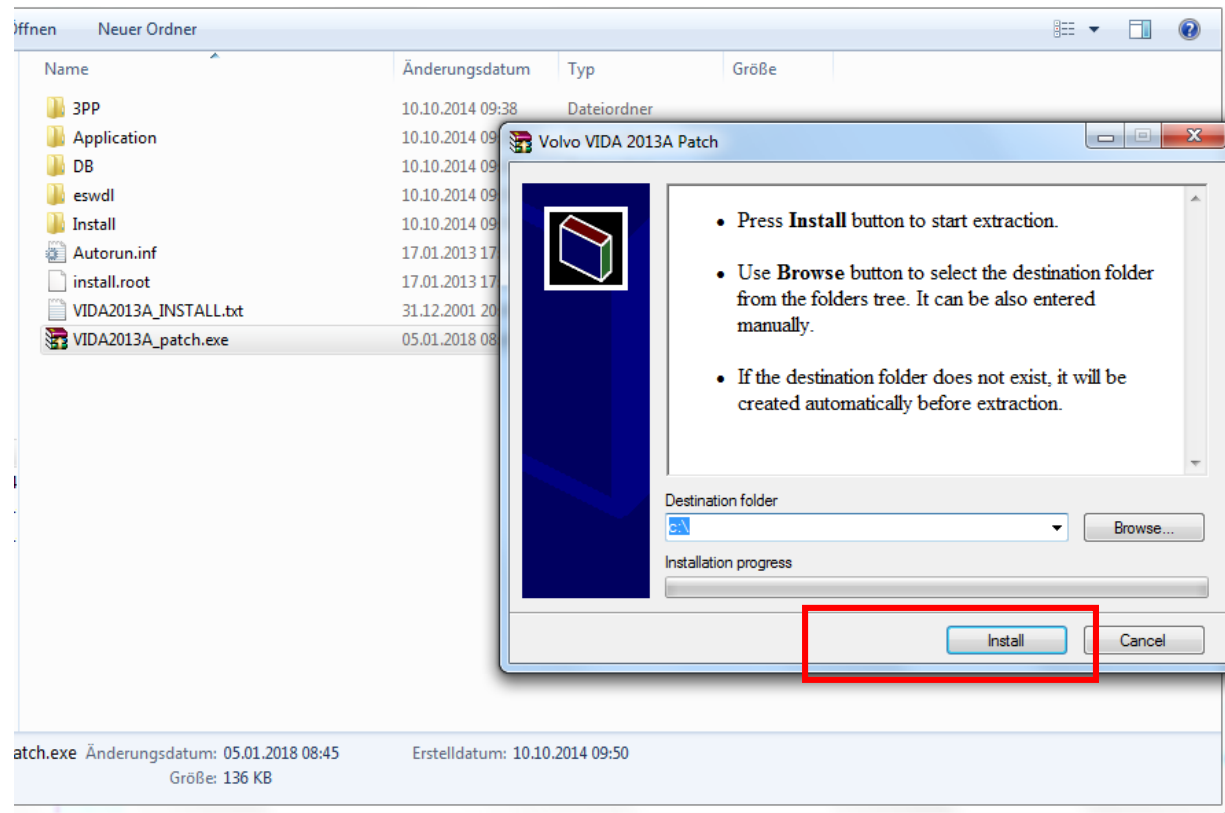 Neuer Ordner
Name Änderungsdatum Typ Größe
3PP 10.10.2014 09:38 Dateiordner
Application 10.10.2014 09
DB 10.10.2014 09
eswdl 10.10.2014 09
Install 10.10.2014 09
Autorun.inf 17.01.2013 17
install.root 17.01.2013 17
VIDA2013A_INSTALL.txt 31.12.2001 20
VIDA2013A_patch.exe 05.01.2018 08
Volvo VIDA 2013A Patch
• Press Install button to start extraction.
• Use Browse button to select the destination folder
from the folders tree. It can be also entered
manually.
• If the destination folder does not exist, it will be
created automatically before extraction.
Destination folder
c:\ Browse...
Installation progress
Install Cancel
atch.exe Änderungsdatum: 05.01.2018 08:45 Erstelldatum: 10.10.2014 09:50
Größe: 136 KB